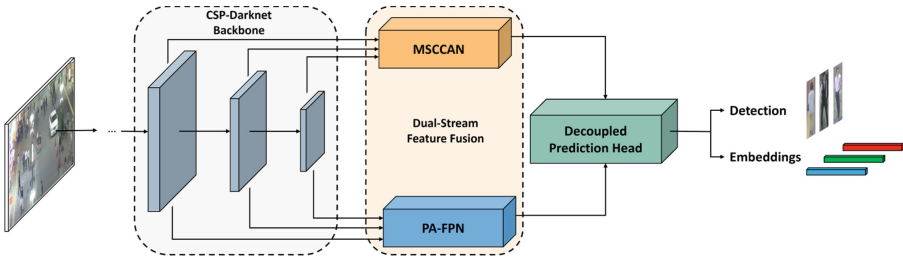 CSP-Darknet
Backbone
MSCCAN
...
Dual-Stream
Feature Fusion
Decoupled
Prediction Head
Detection
Embeddings
PA-FPN